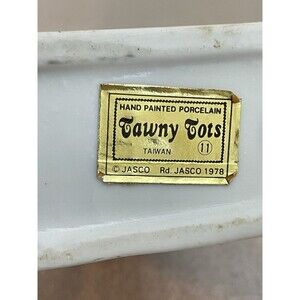 HAND PAINTED PORCELAIN
Tawny Tots
TAIWAN 11
© JASCO Rd. JASCO 1978